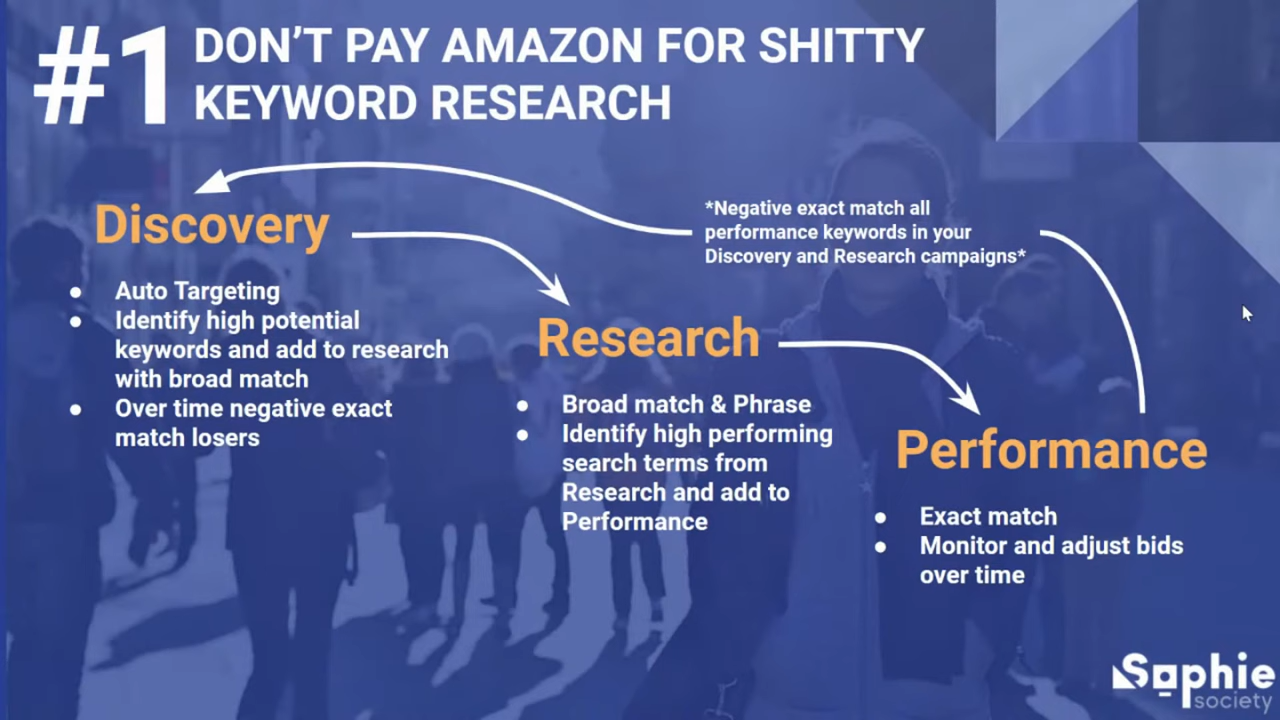 #1 DON'T PAY AMAZON FOR SHITTY
KEYWORD RESEARCH
*Negative exact match all
performance keywords in your
Discovery and Research campaigns*
Discovery
● Auto Targeting
● Identify high potential
keywords and add to research
with broad match
● Over time negative exact
match losers
Research
● Broad match & Phrase
● Identify high performing
search terms from
Research and add to
Performance
Performance
● Exact match
● Monitor and adjust bids
over time
Sophie
society